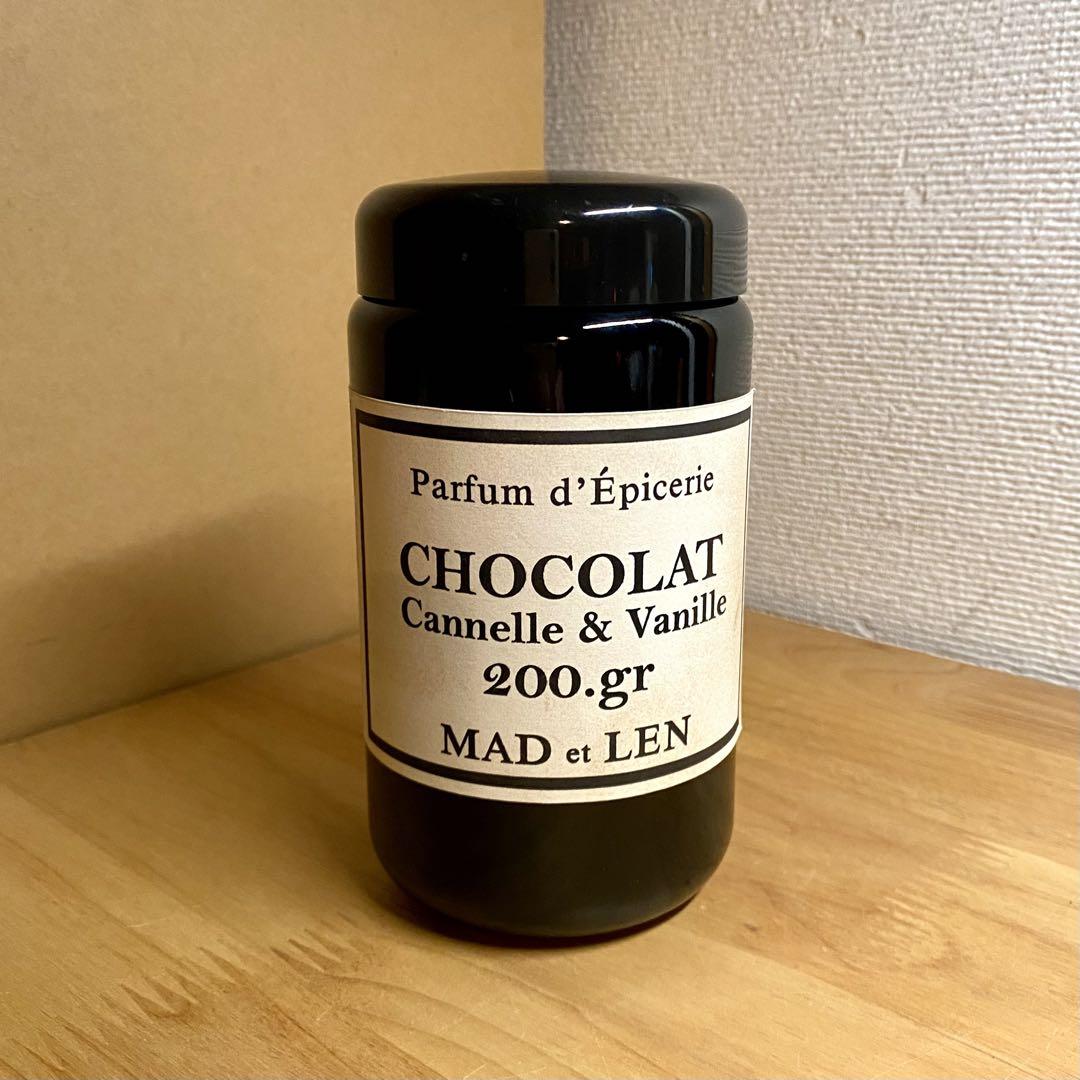 Parfum d'Épicerie
CHOCOLAT
Cannelle & Vanille
200.gr
MAD et LEN